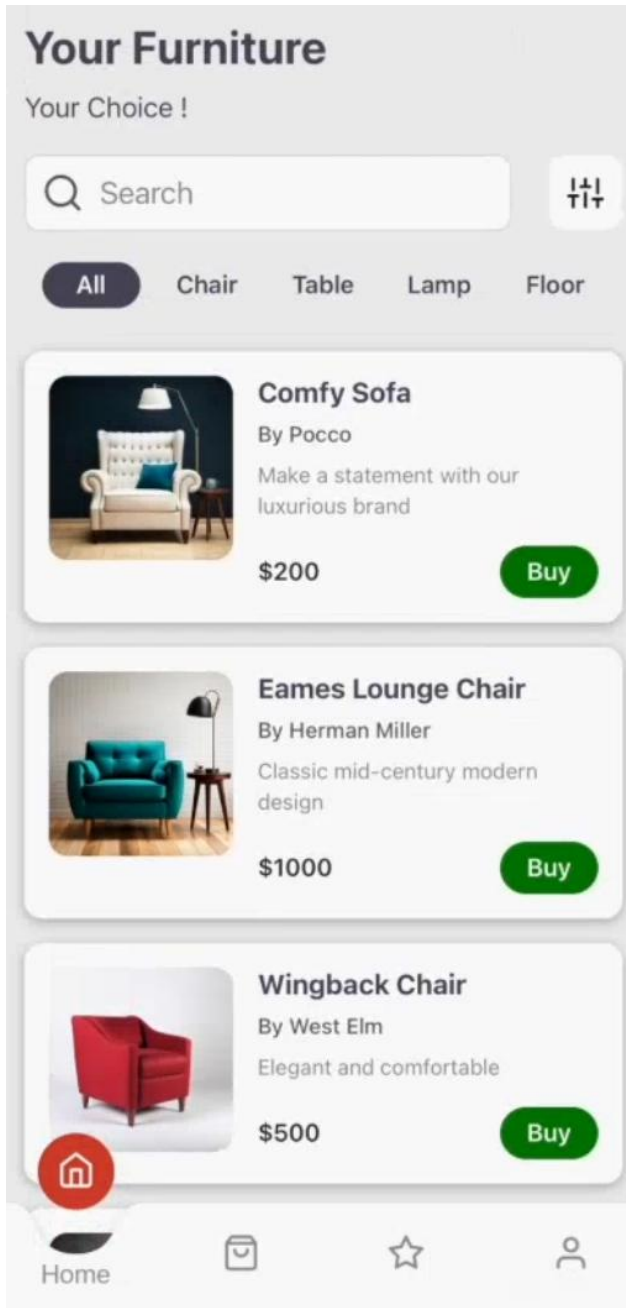 Your Furniture
Your Choice !
Search
All Chair Table Lamp Floor
Comfy Sofa
By Pocco
Make a statement with our
luxurious brand
$200 Buy
Eames Lounge Chair
By Herman Miller
Classic mid-century modern
design
$1000 Buy
Wingback Chair
By West Elm
Elegant and comfortable
$500 Buy
Home